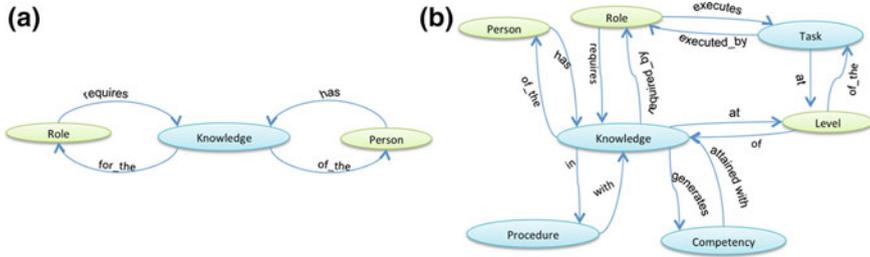 (a)
requires
has
Role
Knowledge
Person
for_the
of_the
(b)
Person
Role
executes
executed_by
Task
has
of_the
requires
required_by
at
of_the
Knowledge
at
Level
of
in
with
generates
attained with
Procedure
Competency